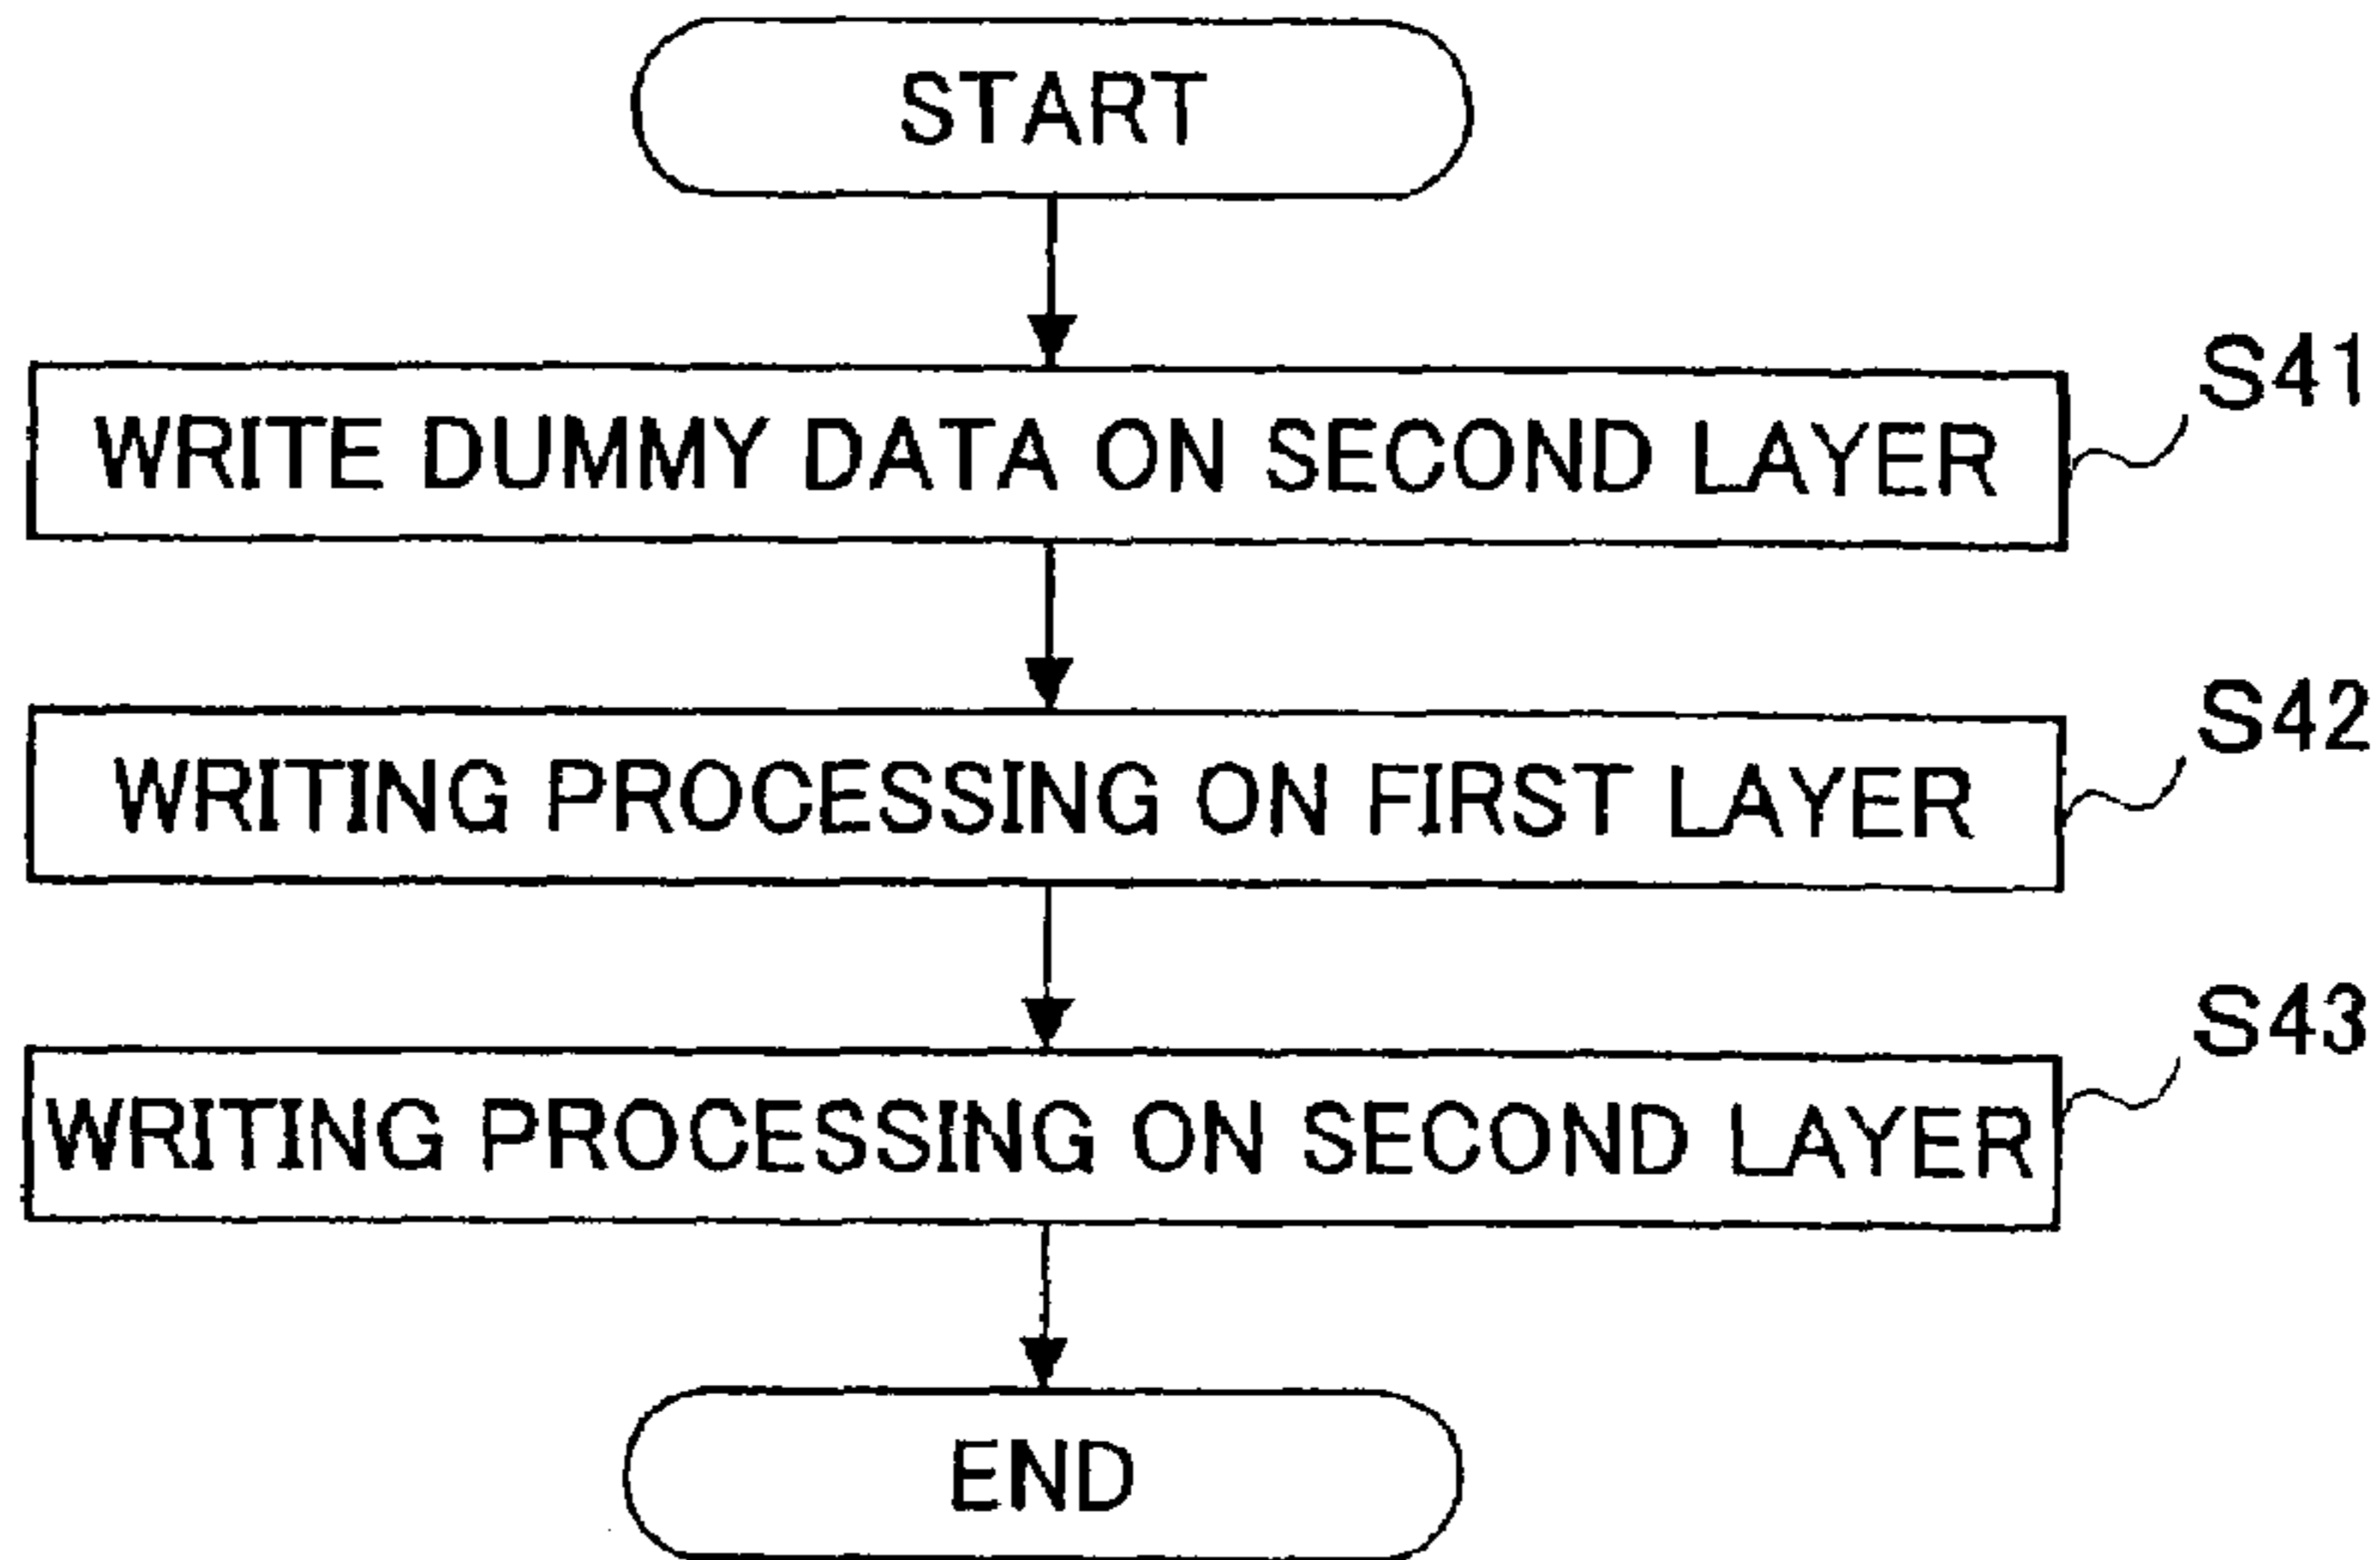 START
S41
WRITE DUMMY DATA ON SECOND LAYER
S42
WRITING PROCESSING ON FIRST LAYER
S43
WRITING PROCESSING ON SECOND LAYER
END